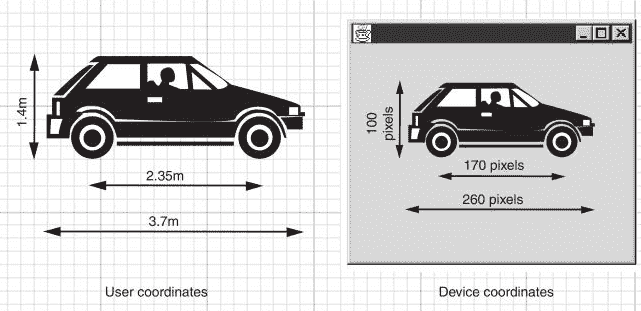 1.4m
2.35m
3.7m
User coordinates
100
pixels
170 pixels
260 pixels
Device coordinates